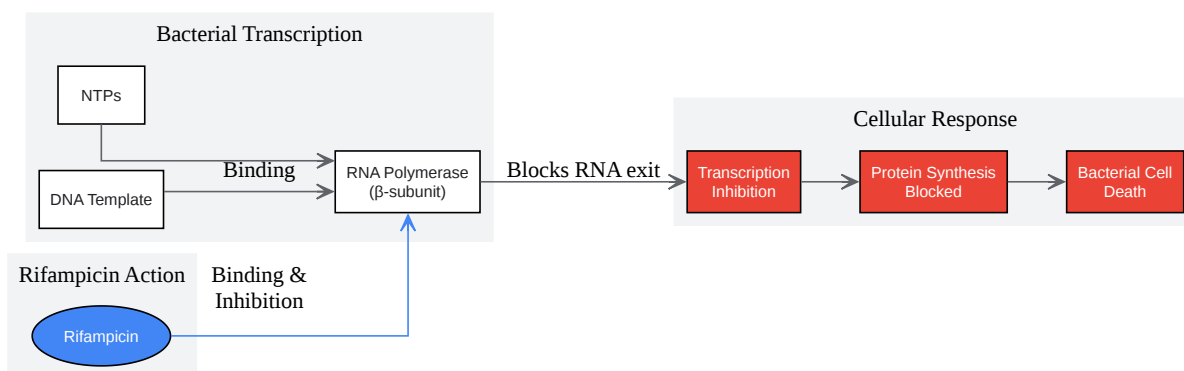 Bacterial Transcription
NTPs
Binding
DNA Template
RNA Polymerase
(β-subunit)
Blocks RNA exit
Cellular Response
Transcription
Inhibition
Protein Synthesis
Blocked
Bacterial Cell
Death
Rifampicin Action
Binding &
Inhibition
Rifampicin